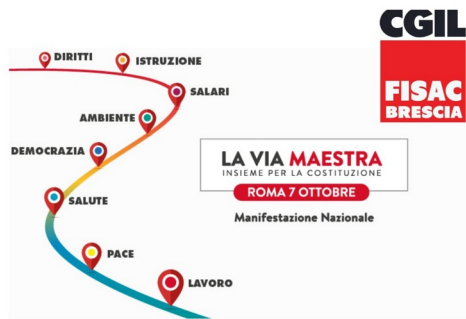 CGIL
FISAC
BRESCIA
DIRITTI
ISTRUZIONE
SALARI
AMBIENTE
DEMOCRAZIA
SALUTE
PACE
LAVORO
LA VIA MAESTRA
INSIEME PER LA COSTITUZIONE
ROMA 7 OTTOBRE
Manifestazione Nazionale